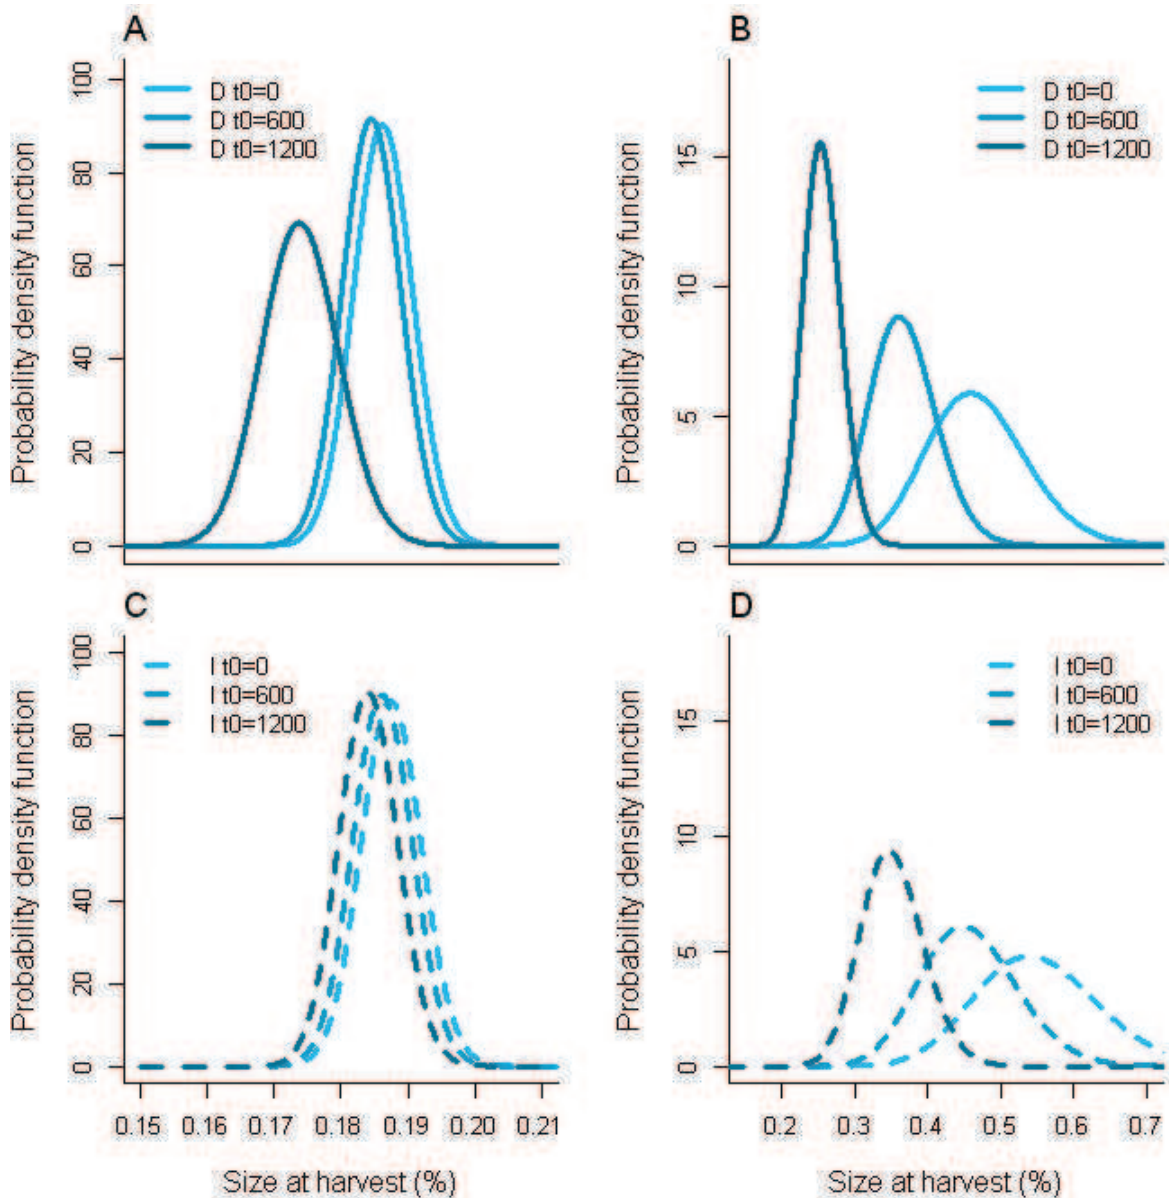 A
Probability density function
100
80
60
40
20
0
D t0=0
D t0=600
D t0=1200
B
Probability density function
15
10
5
0
D t0=0
D t0=600
D t0=1200
C
Probability density function
100
80
60
40
20
0
I t0=0
I t0=600
I t0=1200
0.15 0.16 0.17 0.18 0.19 0.20 0.21
Size at harvest (%)
D
Probability density function
15
10
5
0
I t0=0
I t0=600
I t0=1200
0.2 0.3 0.4 0.5 0.6 0.7
Size at harvest (%)